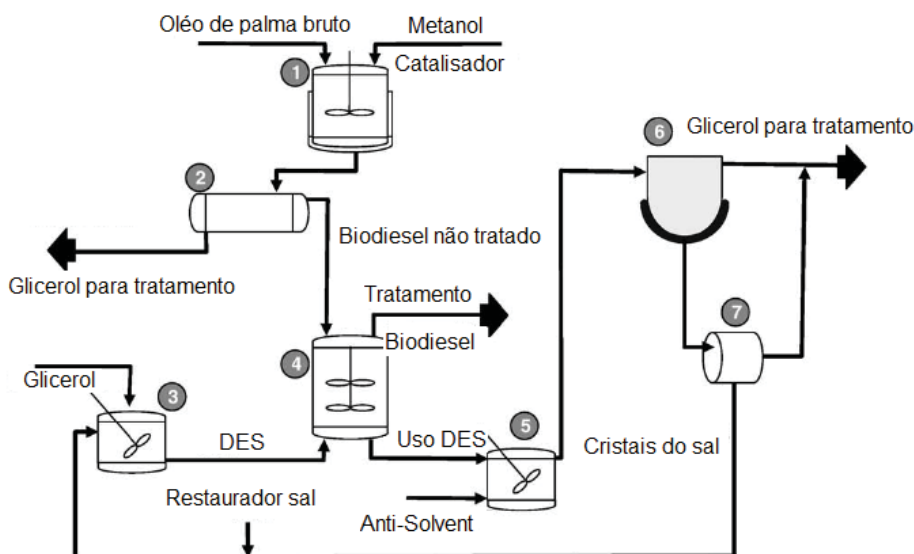 Oléo de palma bruto
Metanol
Catalisador
1
6
Glicerol para tratamento
2
Biodiesel não tratado
Glicerol para tratamento
Tratamento
Biodiesel
7
4
Glicerol
3
DES
Uso DES
5
Cristais do sal
Restaurador sal
Anti-Solvent